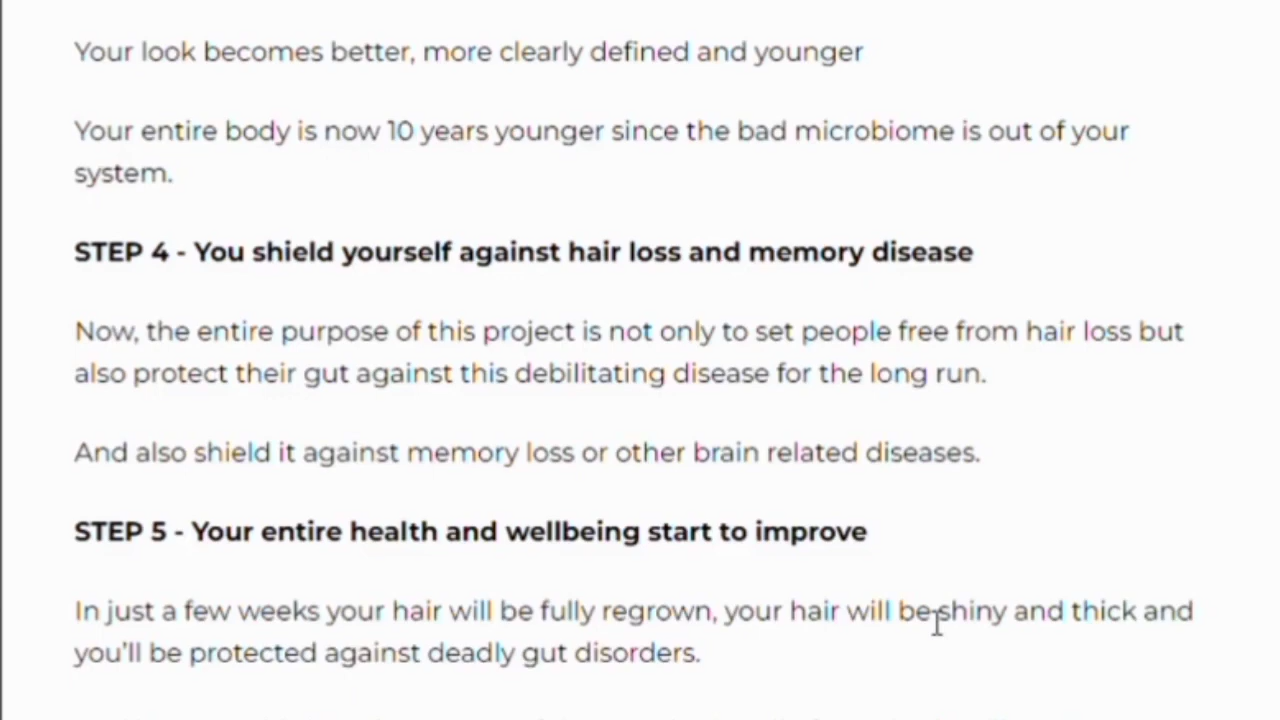 Your look becomes better, more clearly defined and younger
Your entire body is now 10 years younger since the bad microbiome is out of your
system.
STEP 4 - You shield yourself against hair loss and memory disease
Now, the entire purpose of this project is not only to set people free from hair loss but
also protect their gut against this debilitating disease for the long run.
And also shield it against memory loss or other brain related diseases.
STEP 5 - Your entire health and wellbeing start to improve
In just a few weeks your hair will be fully regrown, your hair will be shiny and thick and
you'll be protected against deadly gut disorders.